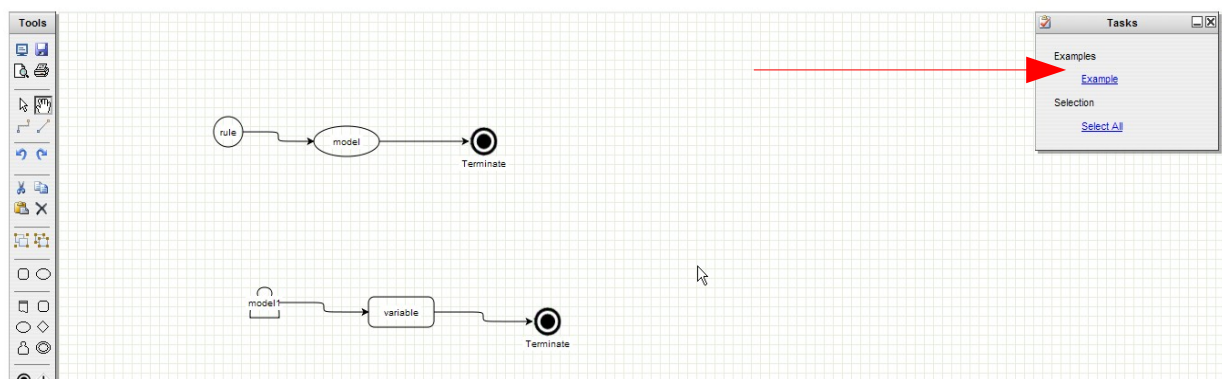 Tools
Tasks
Examples
Example
Selection
Select All
rule
model
Terminate
model1
variable
Terminate